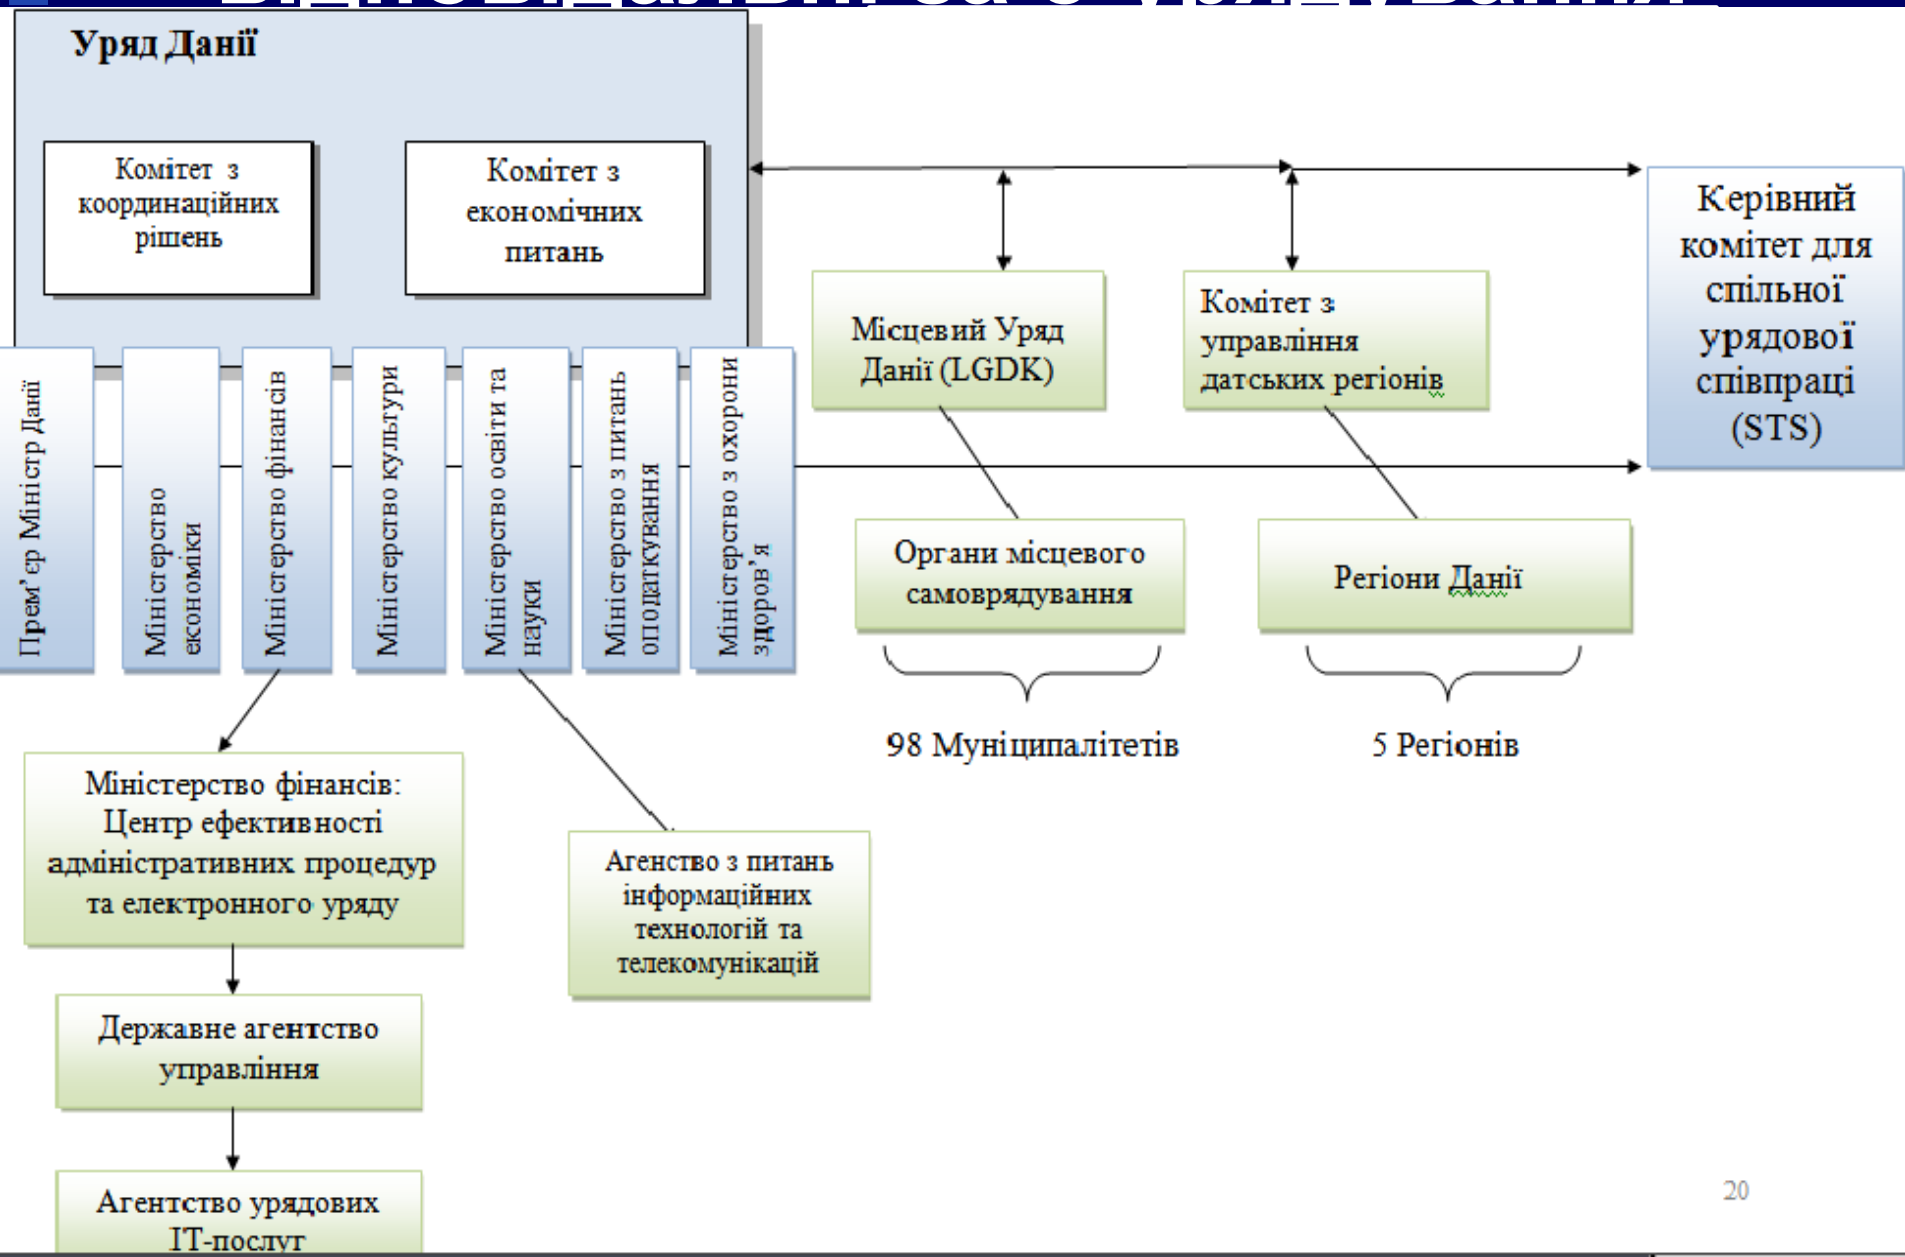 Уряд Данії
Комітет з
координаційних
рішень
Комітет з
економічних
питань
Керівний
комітет для
спільної
урядової
співпраці
(STS)
Місцевий Уряд
Данії (LGDK)
Комітет з
управління
датських регіонів
Прем’єр Міністр Данії
Міністерство
економіки
Міністерство фінансів
Міністерство культури
Міністерство освіти та
науки
Міністерство з питань
оподаткування
Міністерство з охорони
здоров’я
Органи місцевого
самоврядування
Регіони Данії
98 Муніципалітетів
5 Регіонів
Міністерство фінансів:
Центр ефективності
адміністративних процедур
та електронного уряду
Агенство з питань
інформаційних
технологій та
телекомунікацій
Державне агентство
управління
Агентство урядових
ІТ-послуг
20